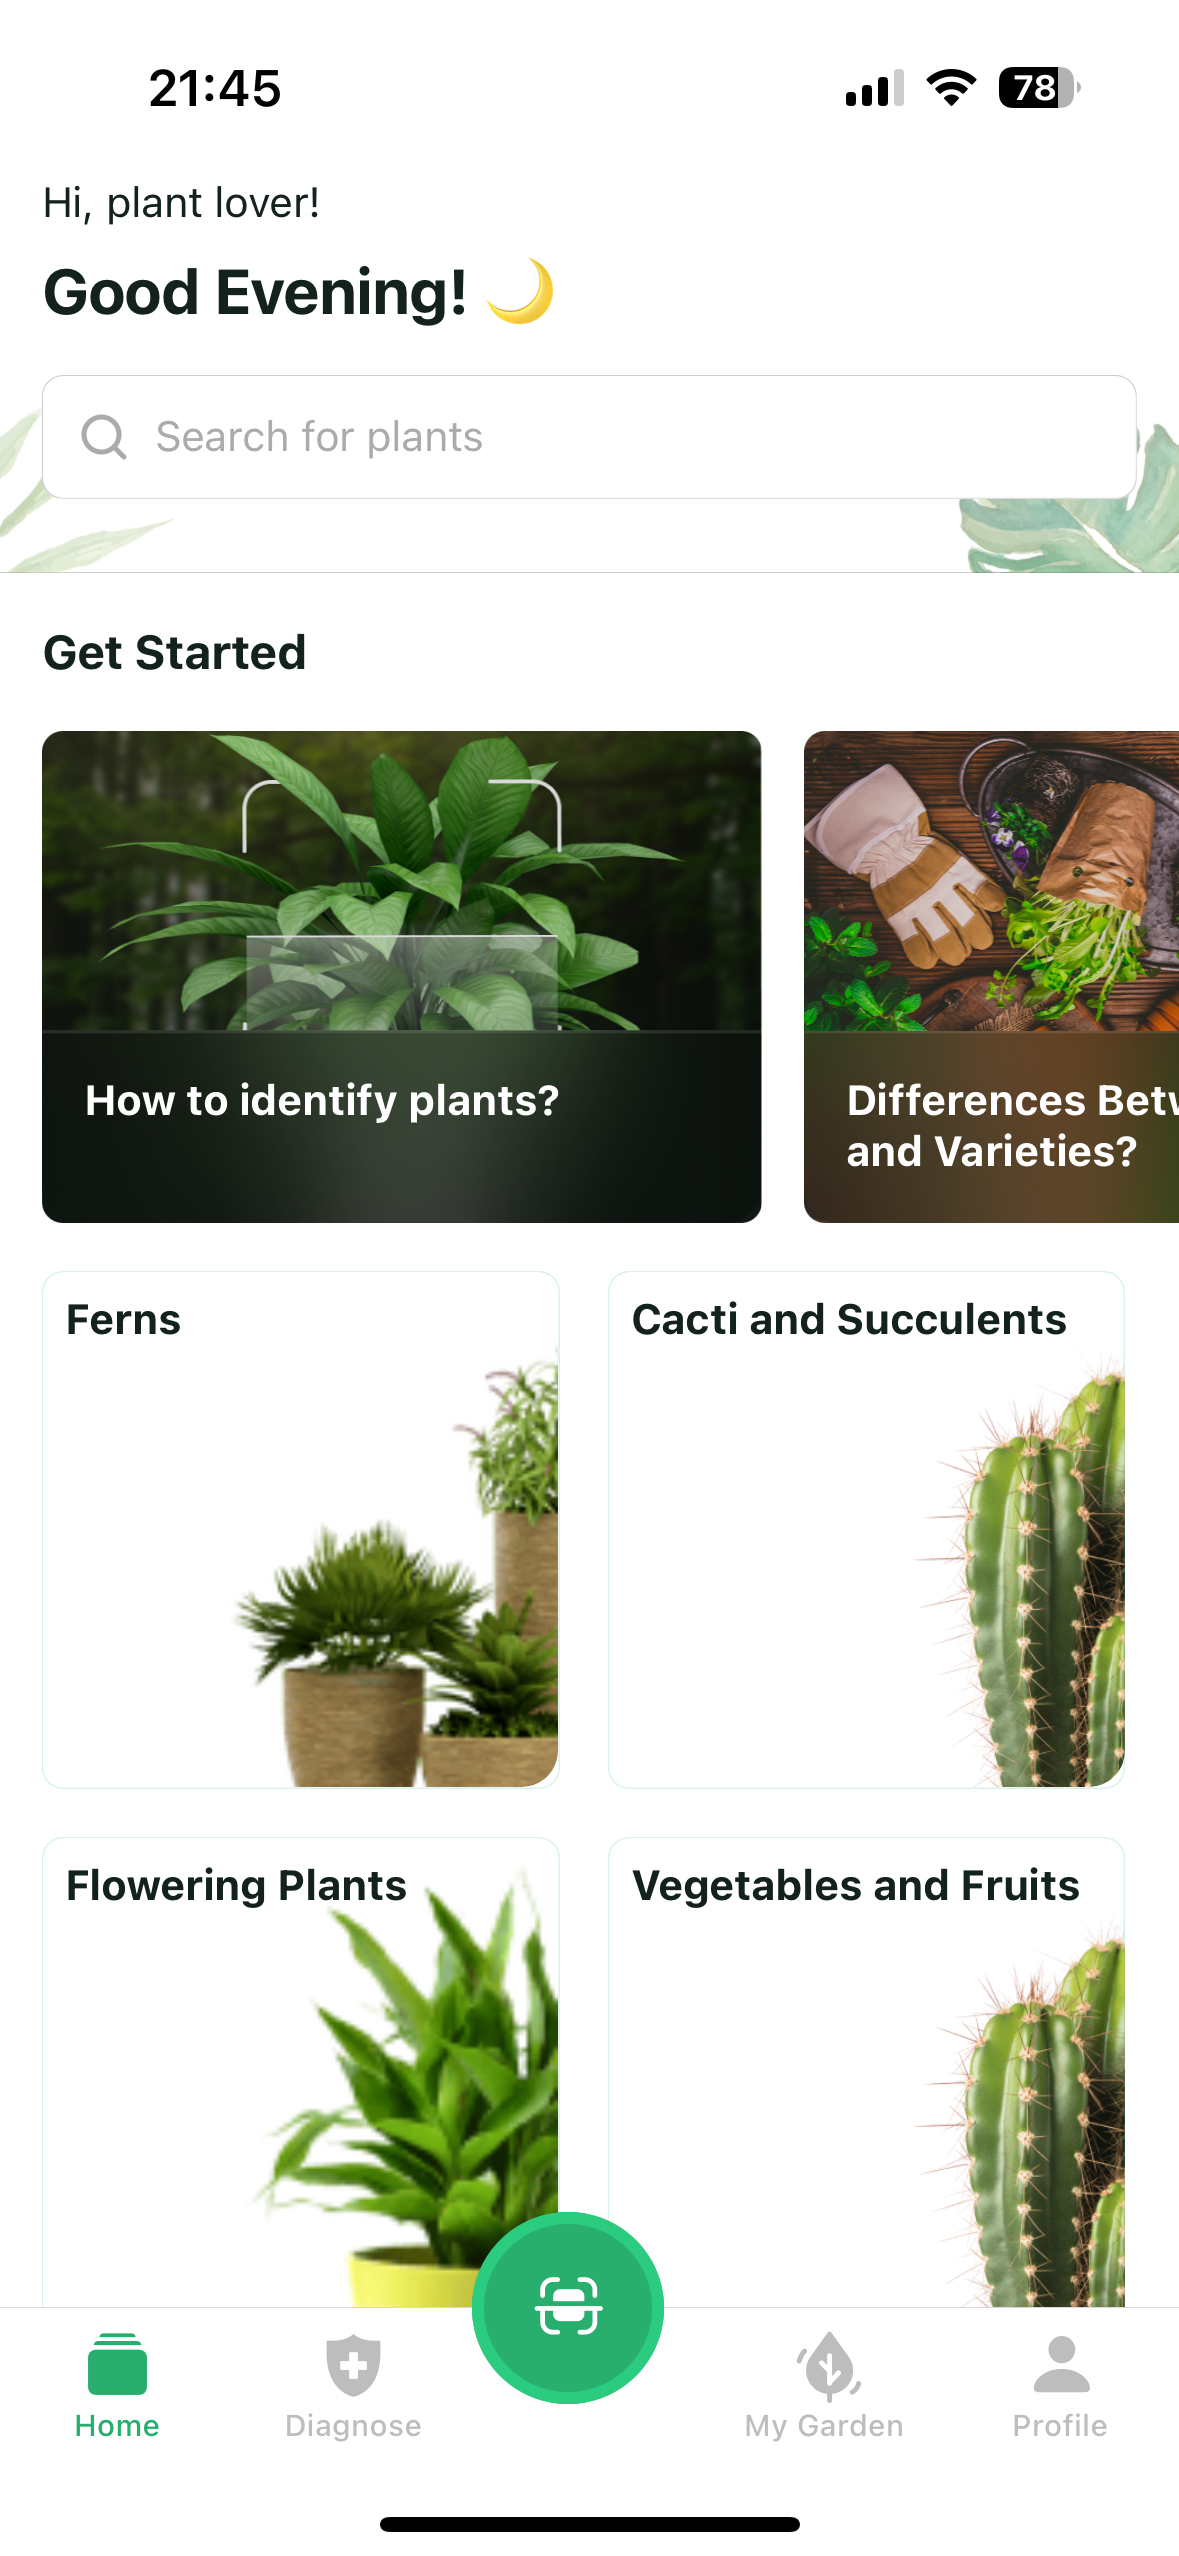 21:45
78
Hi, plant lover!
Good Evening! 🌙
Search for plants
Get Started
How to identify plants?
Differences Betw
and Varieties?
Ferns
Cacti and Succulents
Flowering Plants
Vegetables and Fruits
Home
Diagnose
My Garden
Profile